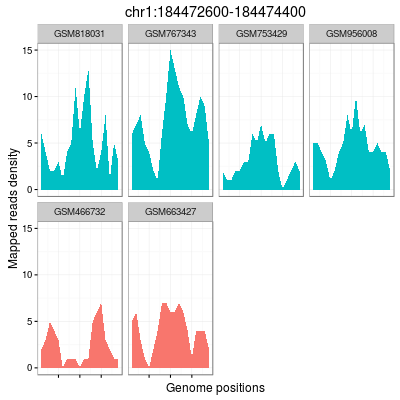 chr1:184472600-184474400
GSM818031 GSM767343 GSM753429 GSM956008
15
10
5
0
Mapped reads density
GSM466732 GSM663427
15
10
5
0
Genome positions